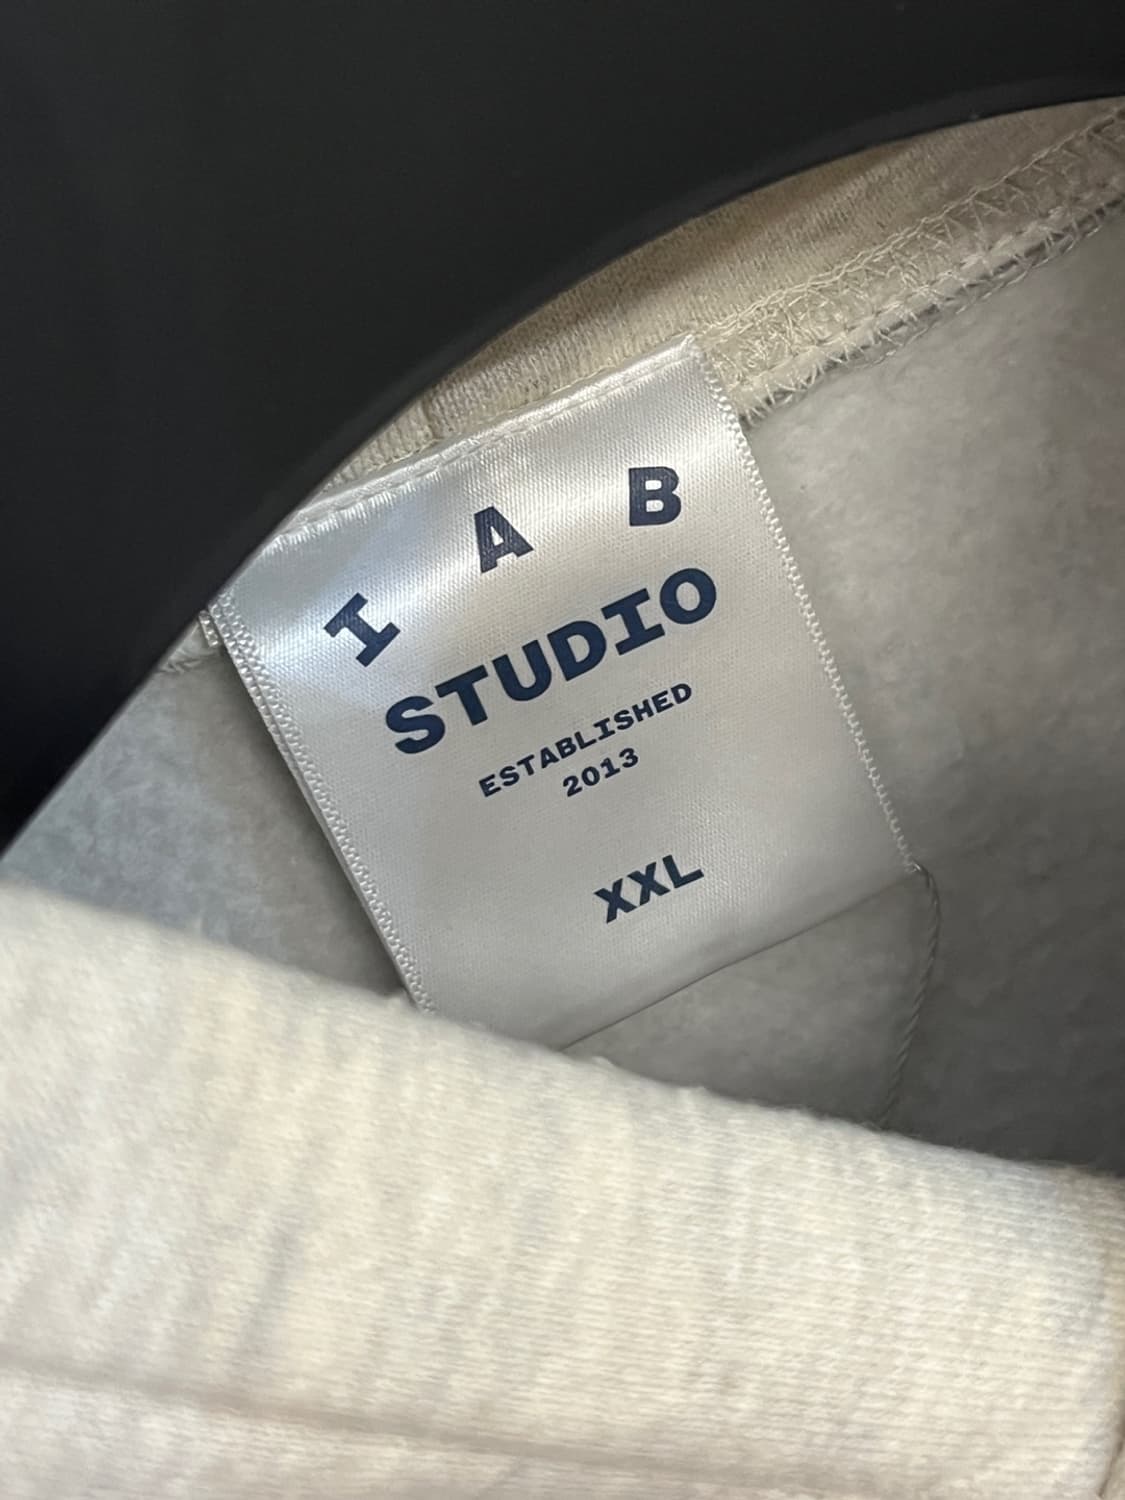 I A B
STUDIO
ESTABLISHED
2013
XXL